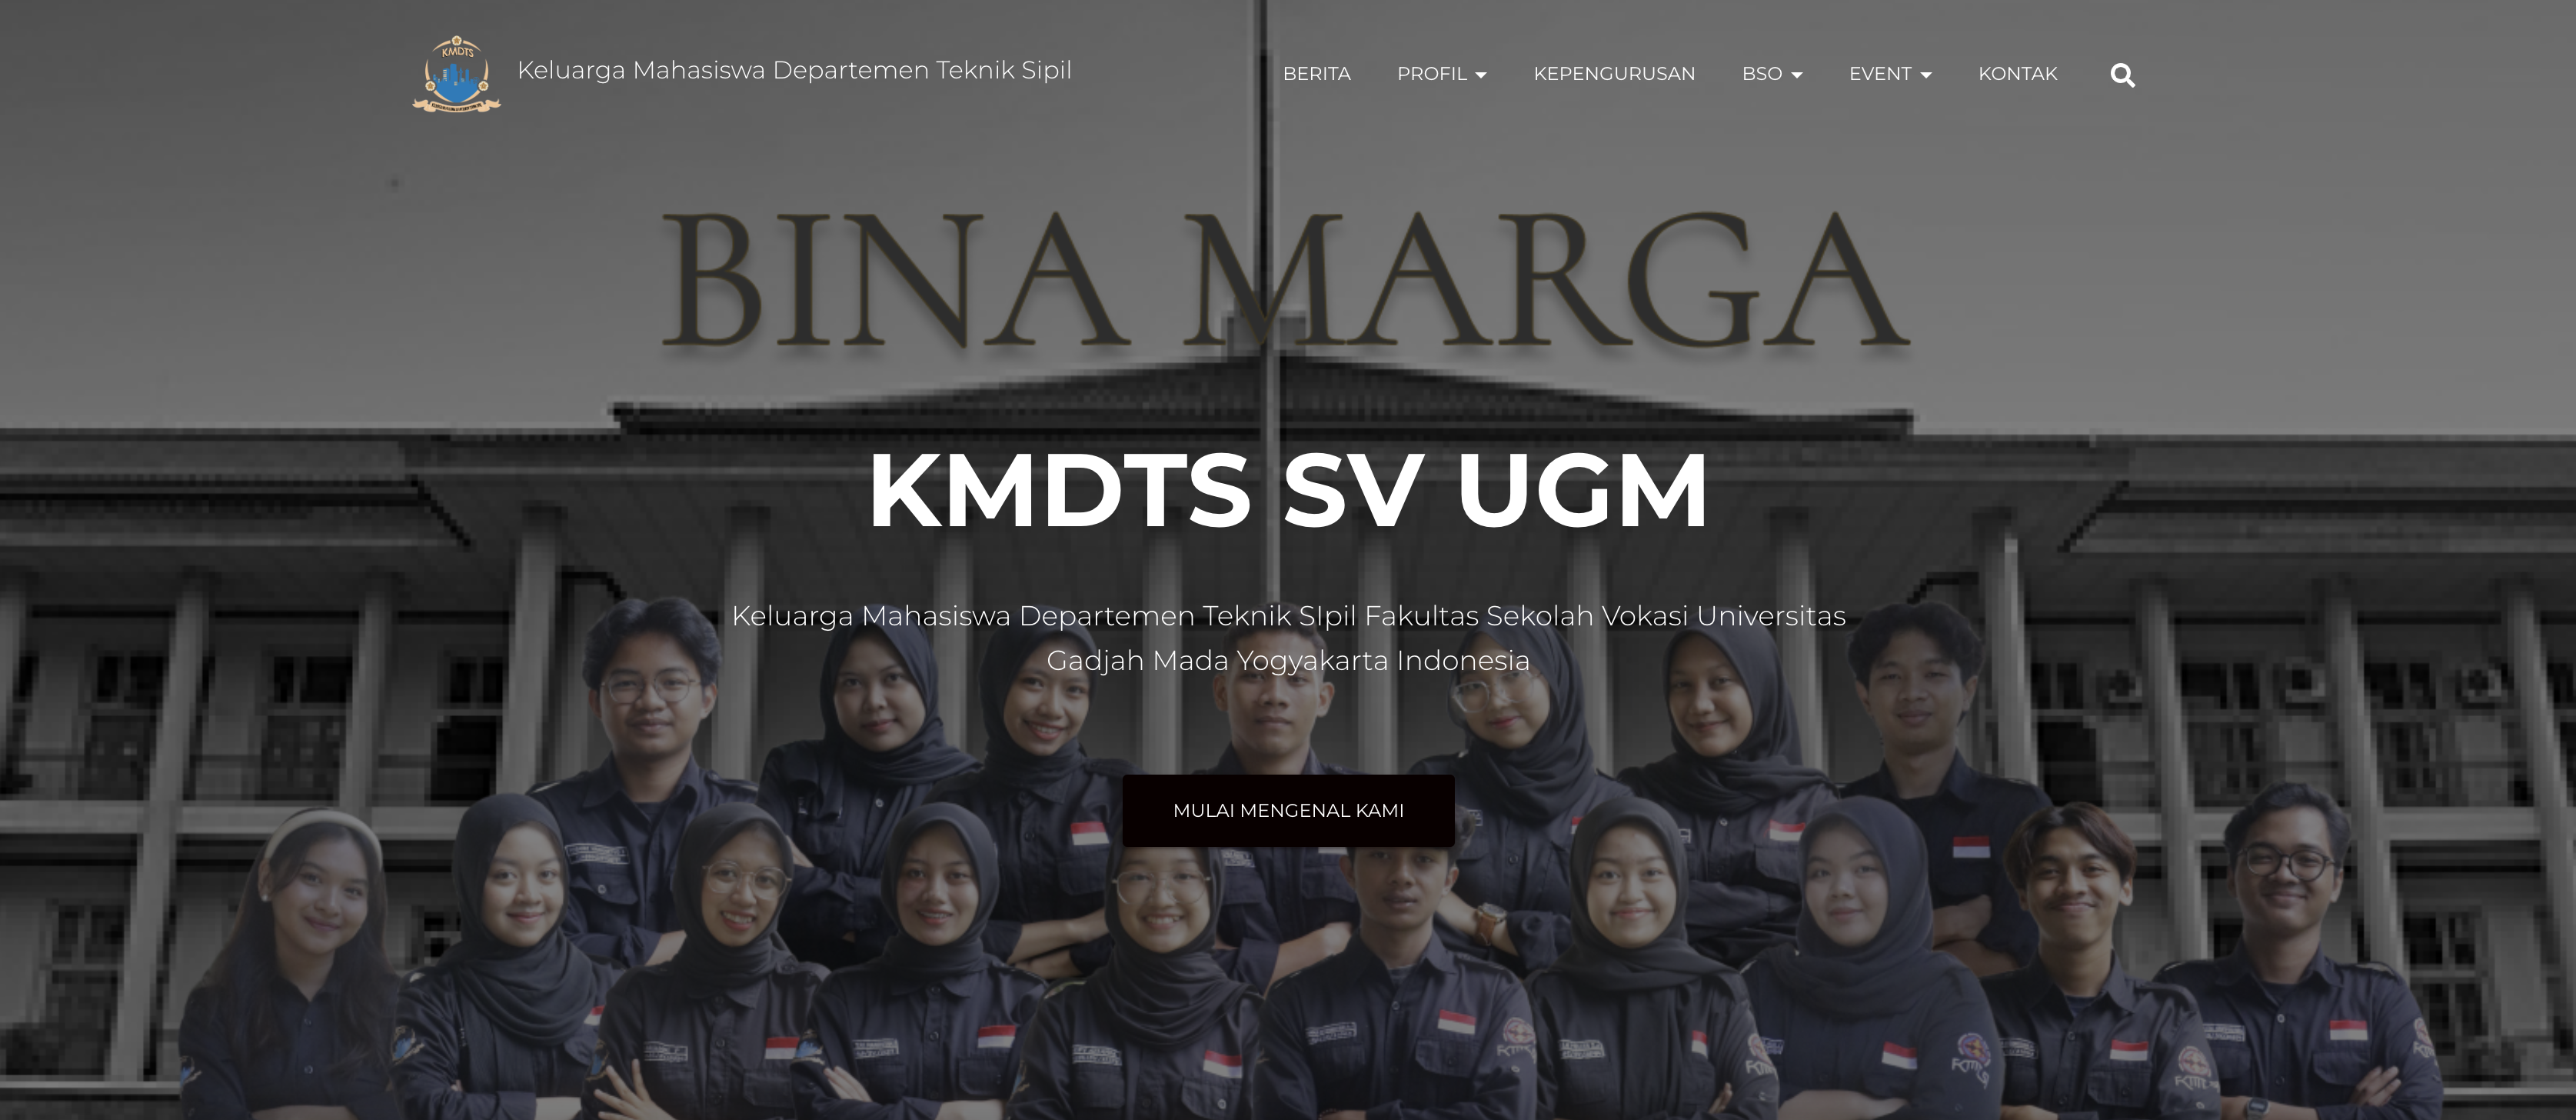 KMDTS
Keluarga Mahasiswa Departemen Teknik Sipil
BERITA
PROFIL
KEPENGURUSAN
BSO
EVENT
KONTAK
BINA MARGA
KMDTS SV UGM
Keluarga Mahasiswa Departemen Teknik SIpil Fakultas Sekolah Vokasi Universitas
Gadjah Mada Yogyakarta Indonesia
MULAI MENGENAL KAMI